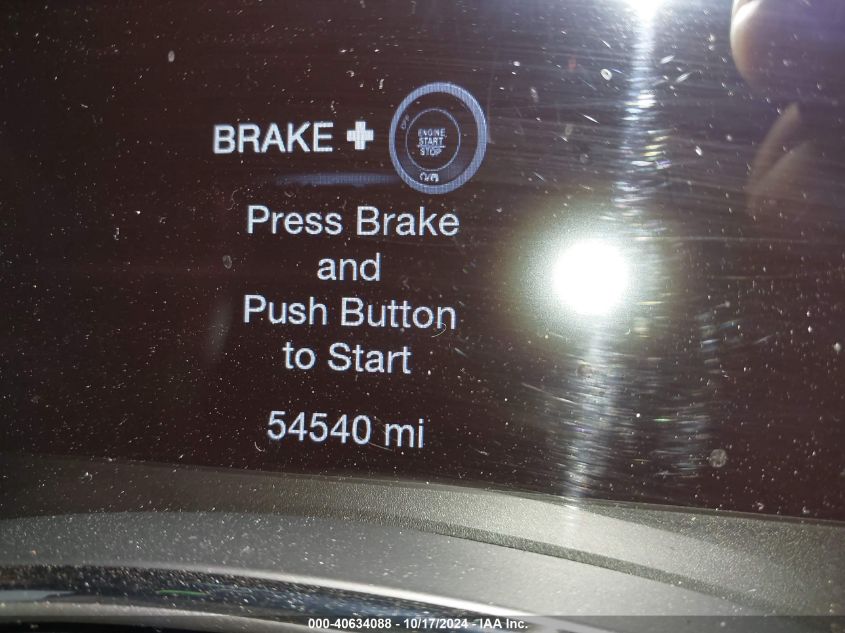 BRAKE +
ENGINE
START
STOP
Press Brake
and
Push Button
to Start
54540 mi
000-40634088 - 10/17/2024 - IAA Inc.